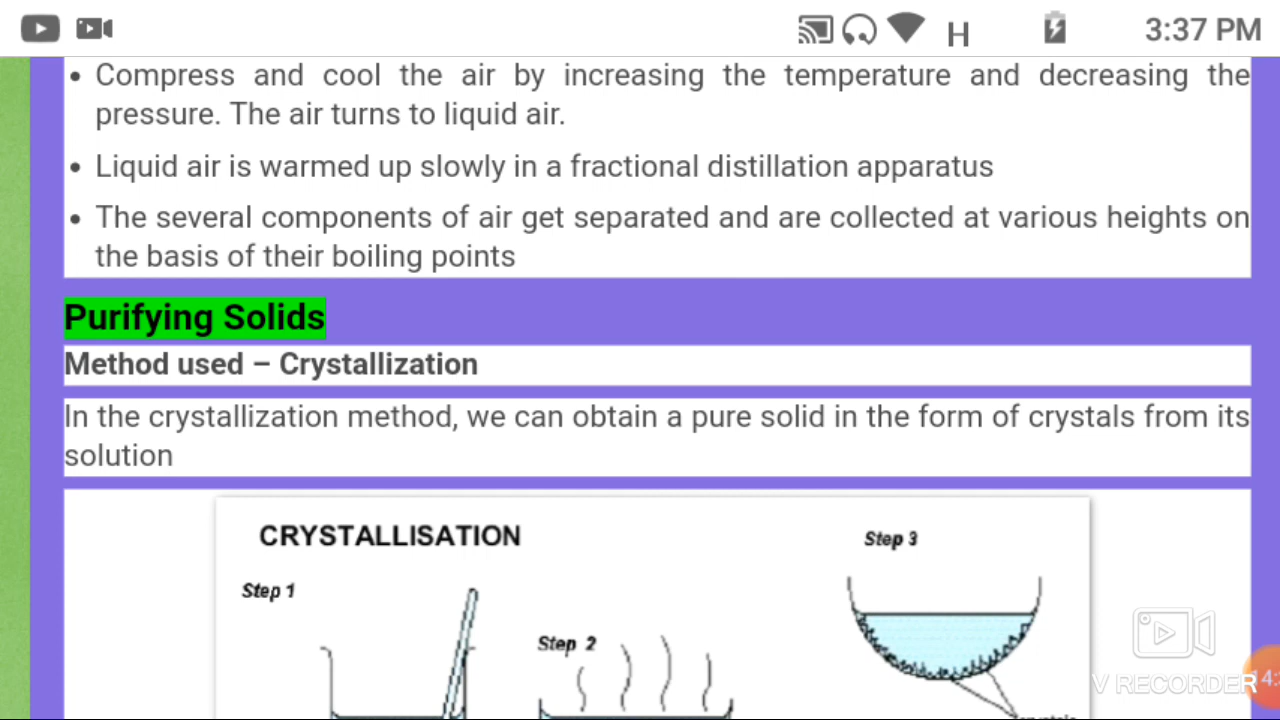 3:37 PM
H
• Compress and cool the air by increasing the temperature and decreasing the
pressure. The air turns to liquid air.
• Liquid air is warmed up slowly in a fractional distillation apparatus
• The several components of air get separated and are collected at various heights on
the basis of their boiling points
Purifying Solids
Method used – Crystallization
In the crystallization method, we can obtain a pure solid in the form of crystals from its
solution
CRYSTALLISATION
Step 3
Step 1
Step 2
V RECORDER